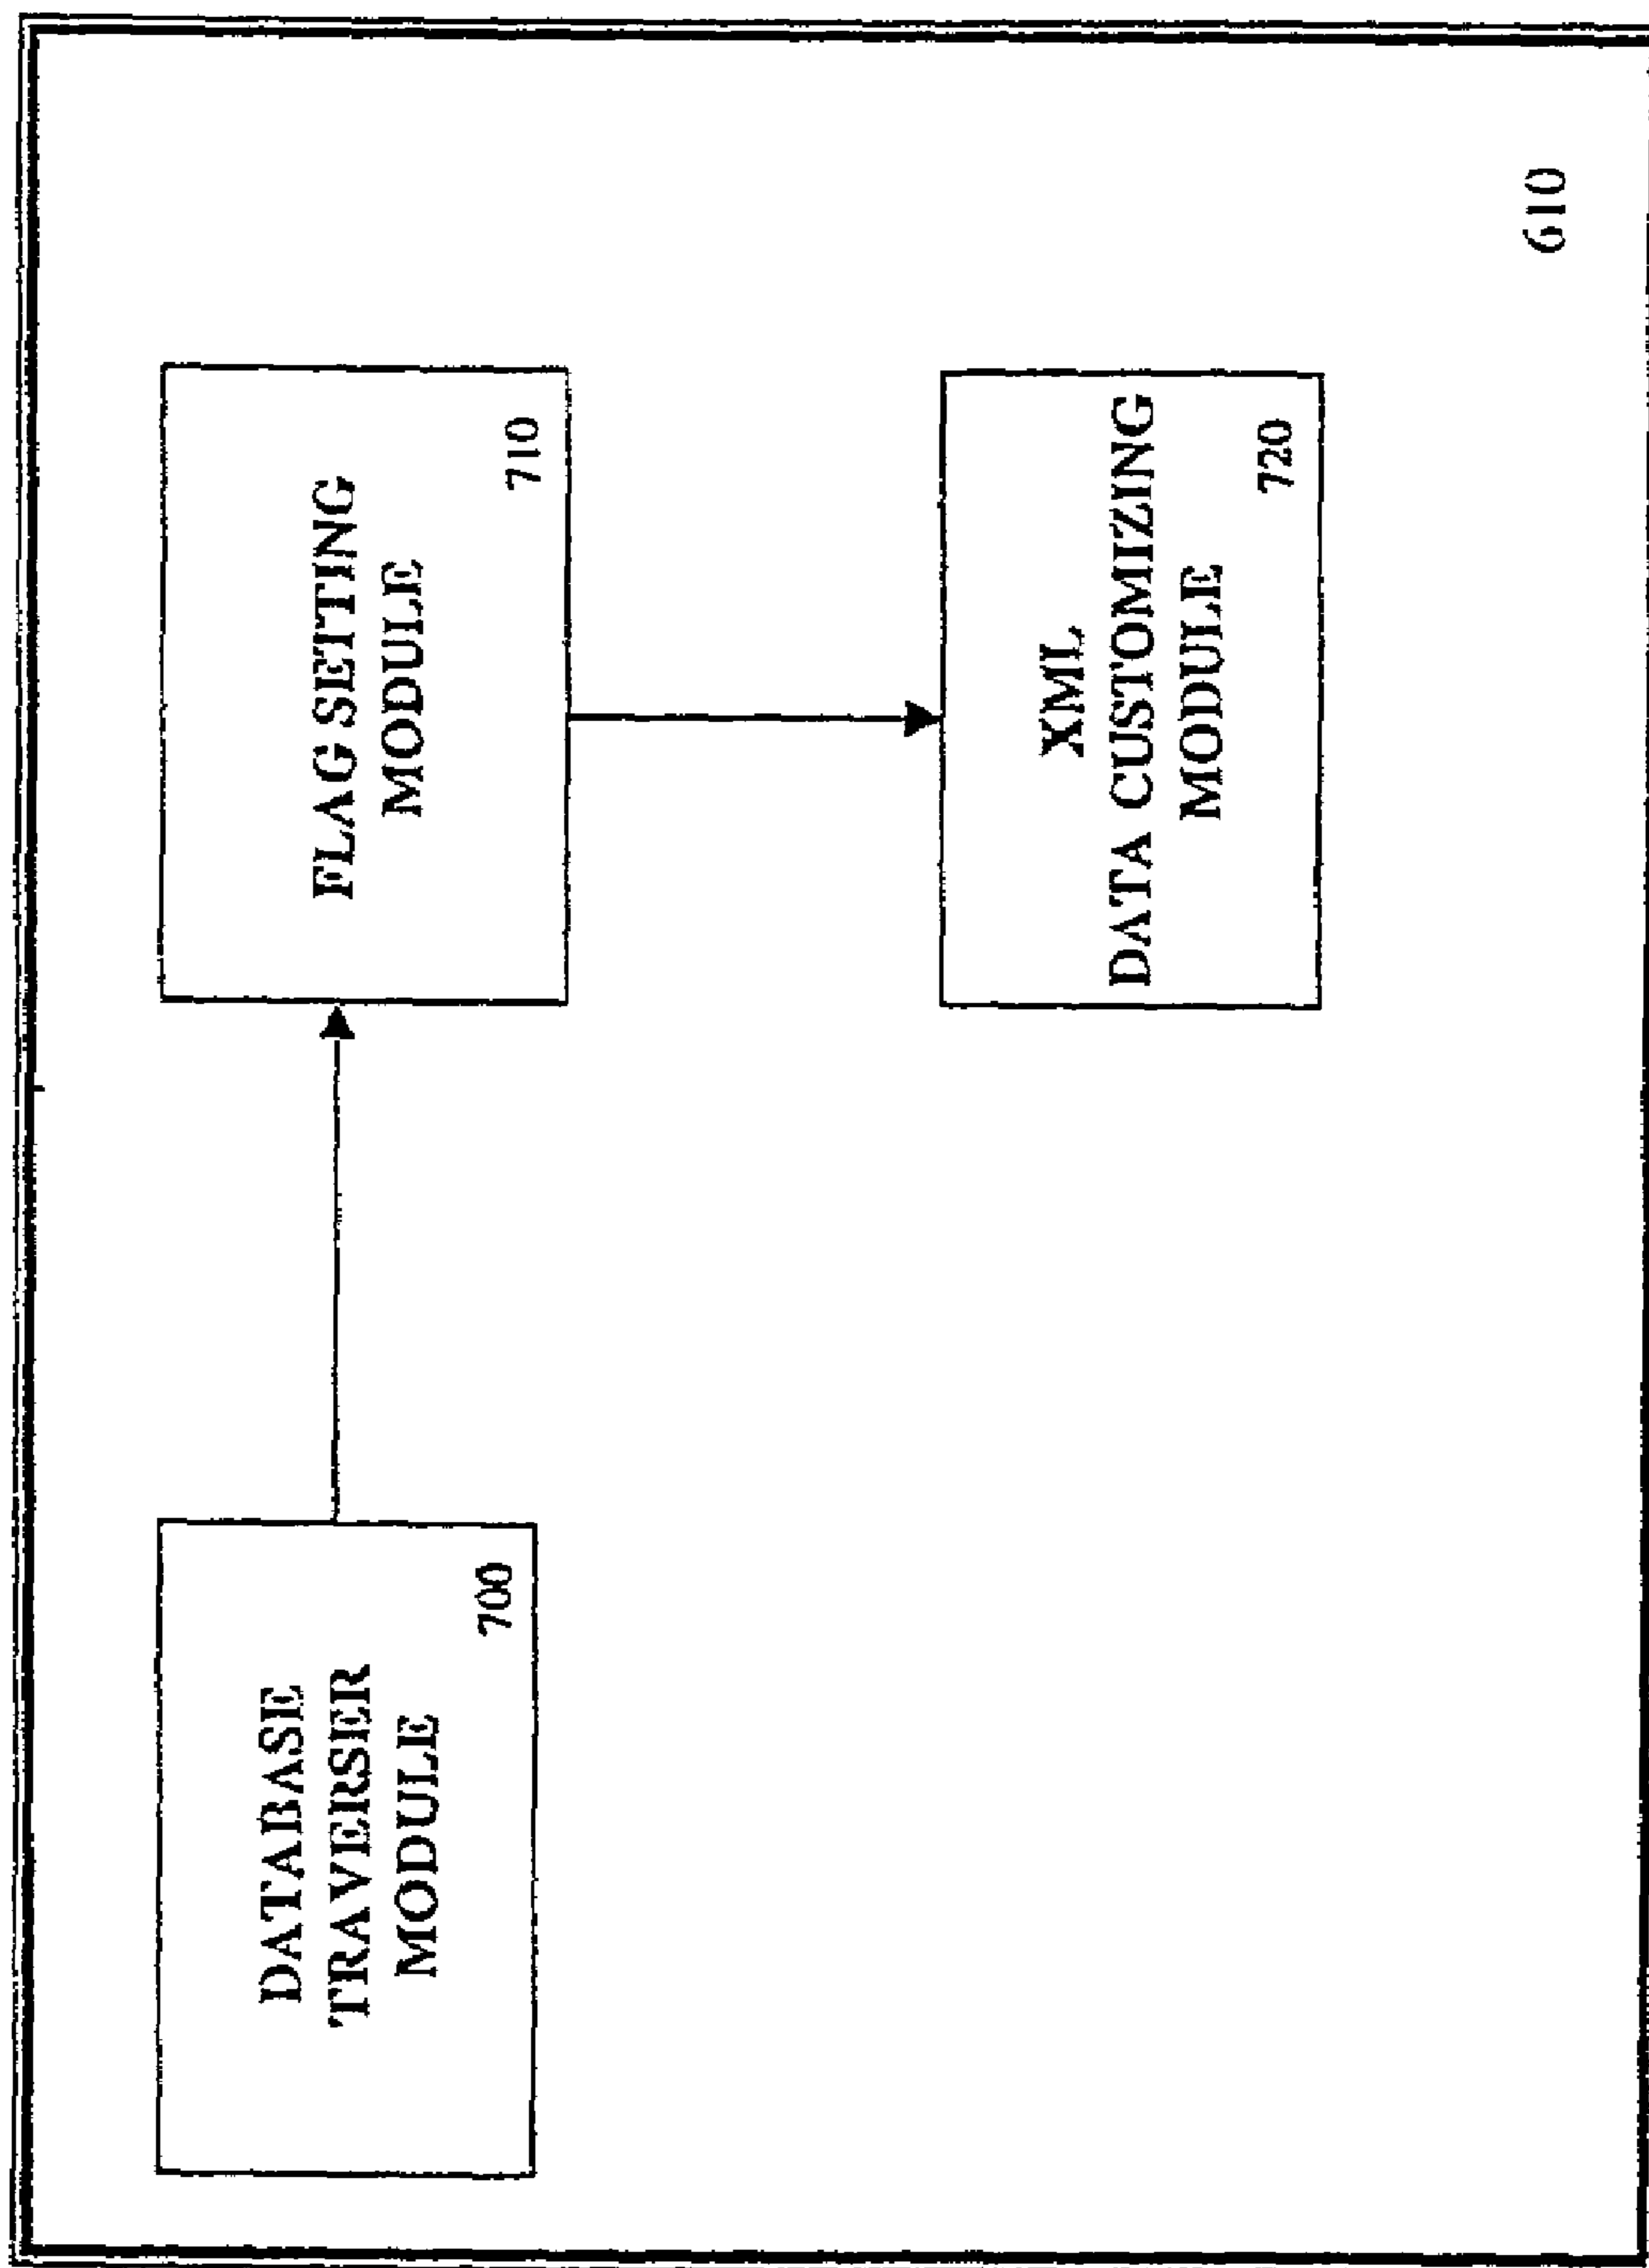 DATABASE
TRAVERSER
MODULE
700
FLAG SETTING
MODULE
710
XML
DATA CUSTOMIZING
MODULE
720
610